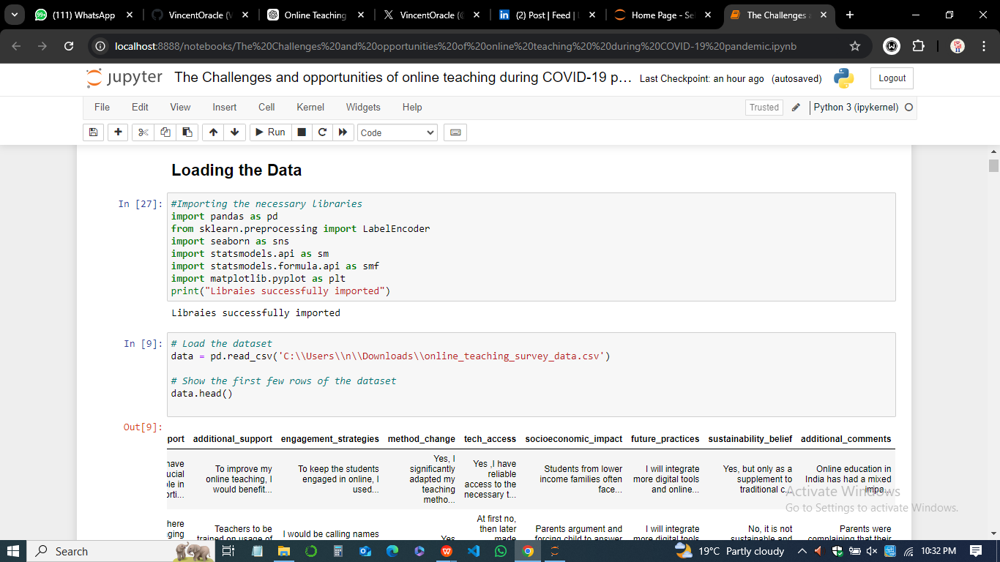 (111) WhatsApp
VincentOracle (
Online Teaching
VincentOracle (
(2) Post | Feed |
Home Page - Se
The Challenges a
localhost:8888/notebooks/The%20Challenges%20and%20opportunities%20of%20online%20teaching%20%20during%20COVID-19%20pandemic.ipynb
jupyter The Challenges and opportunities of online teaching during COVID-19 p... Last Checkpoint: an hour ago (autosaved) Logout
File Edit View Insert Cell Kernel Widgets Help Trusted Python 3 (ipykernel)
Run Code
Loading the Data
In [27]: #Importing the necessary libraries
import pandas as pd
from sklearn.preprocessing import LabelEncoder
import seaborn as sns
import statsmodels.api as sm
import statsmodels.formula.api as smf
import matplotlib.pyplot as plt
print("Libraies successfully imported")
Libraies successfully imported
In [9]: # Load the dataset
data = pd.read_csv('C:\\Users\\n\\Downloads\\online_teaching_survey_data.csv')
# Show the first few rows of the dataset
data.head()
Out[9]:
port additional_support engagement_strategies method_change tech_access socioeconomic_impact future_practices sustainability_belief additional_comments
have
ucial
ole in
orti...
To improve my
online teaching, I
would benefit...
To keep the students
engaged in online, I
used...
Yes, I
significantly
adapted my
teaching
metho...
Yes ,I have
reliable
access to the
necessary t...
Students from lower
income families often
face...
I will integrate
more digital tools
and online...
Yes, but only as a
supplement to
traditional c...
Online education in
India has had a mixed
impa...
here
ging
Teachers to be
trained on usage of
I would be calling names
Yes
At first no,
then later
made
Parents argument and
forcing child to answer
I will integrate
more digital tools
No, it is not
sustainable and
Parents were
complaining that their
Activate Windows
Go to Settings to activate Windows.
Search
19°C Partly cloudy
10:32 PM